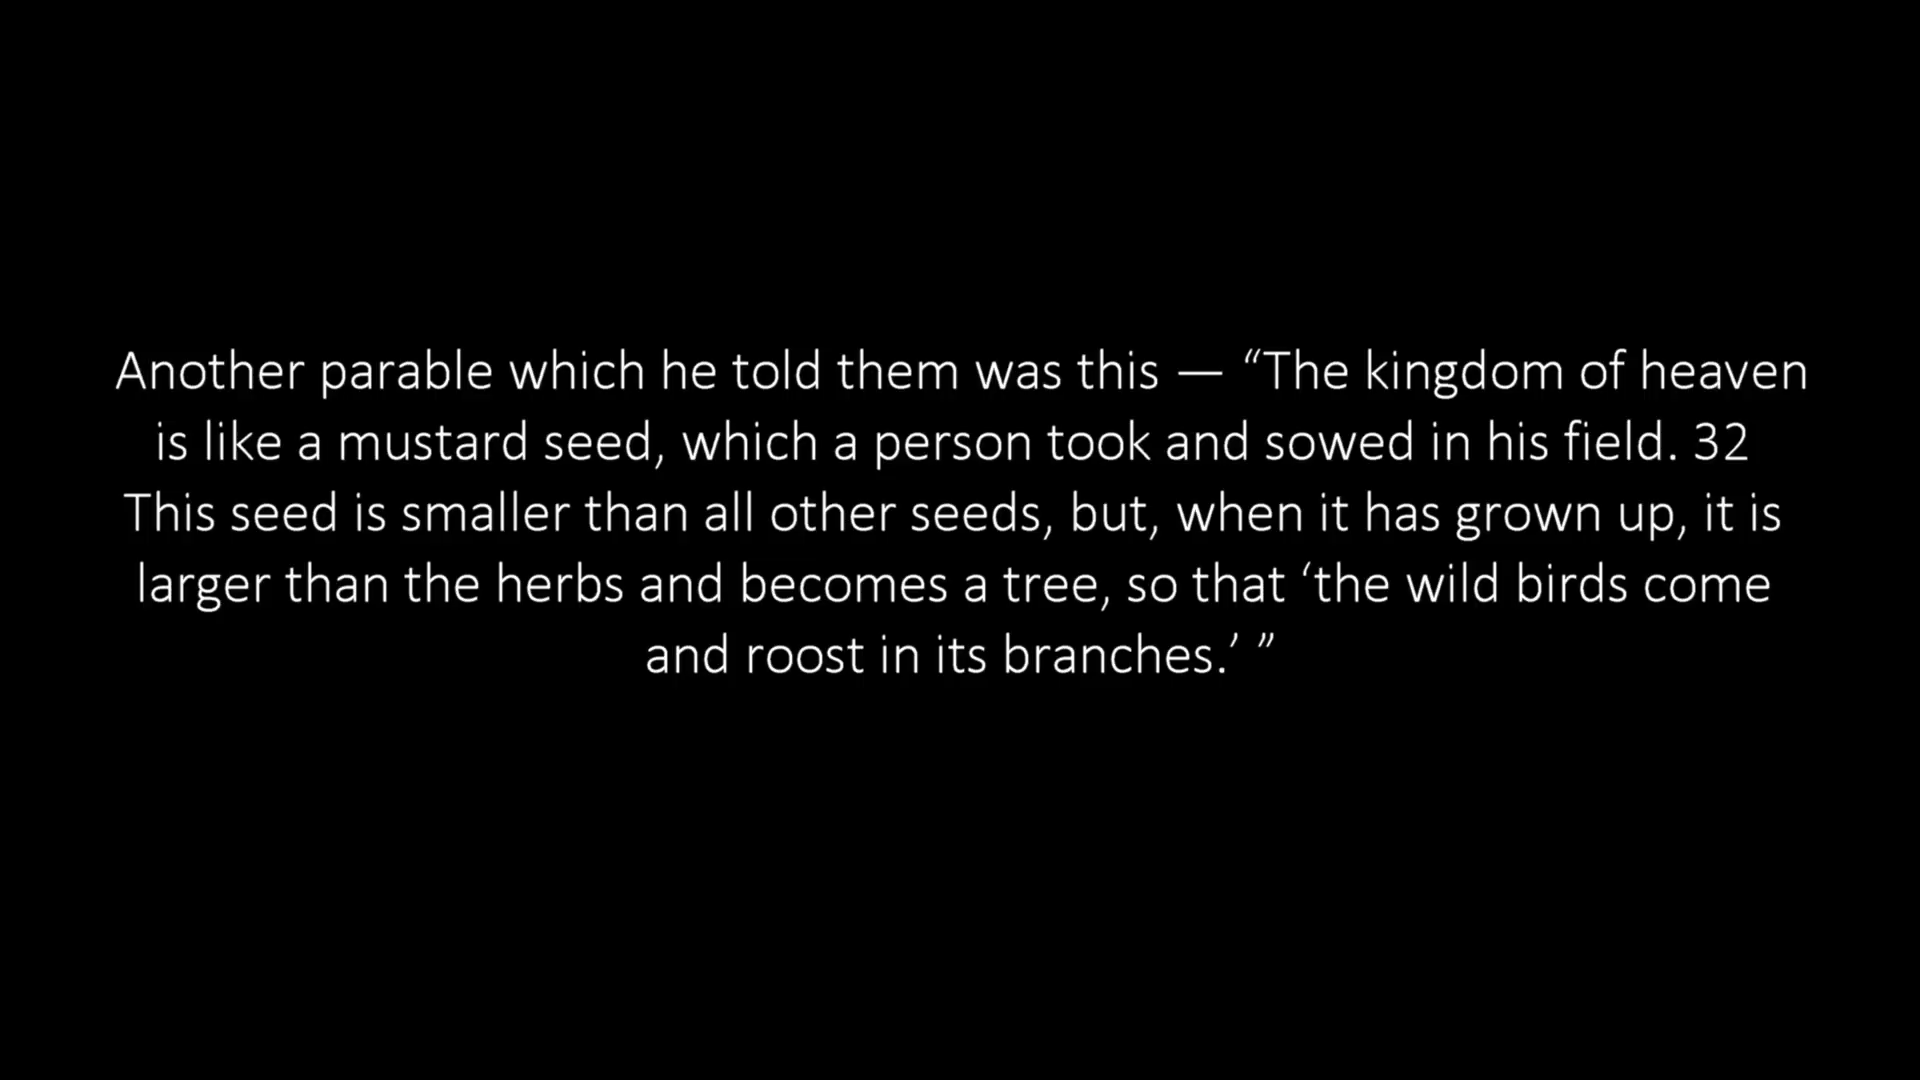 Another parable which he told them was this — “The kingdom of heaven
is like a mustard seed, which a person took and sowed in his field. 32
This seed is smaller than all other seeds, but, when it has grown up, it is
larger than the herbs and becomes a tree, so that ‘the wild birds come
and roost in its branches.’ ”